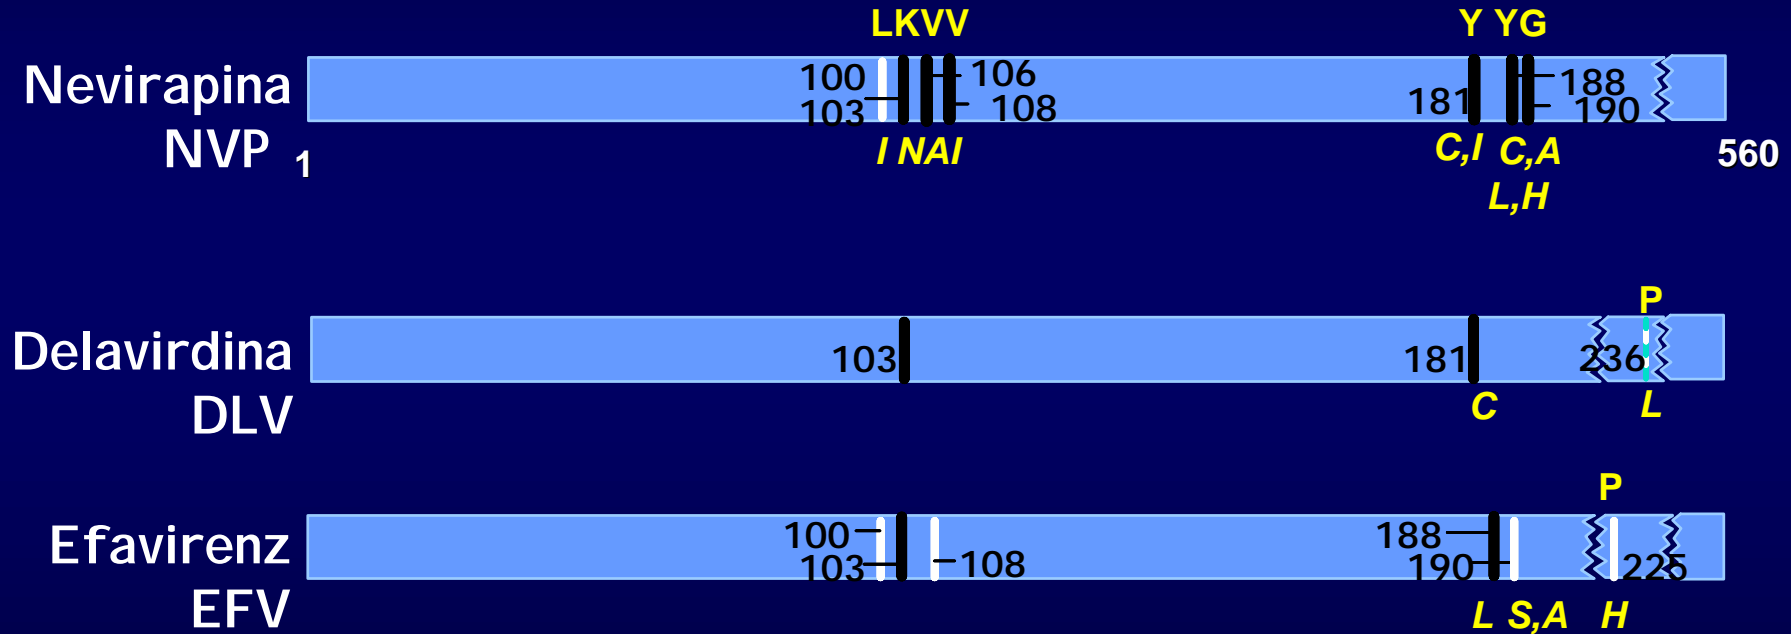 LKVV Y YG
Nevirapina 100 106 181 188
103 108 190
NVP 1 I NAI C,I C,A 560
L,H
P
Delavirdina 103 181 236
DLV C L
P
Efavirenz 100 188
103 108 190 225
EFV L S,A H